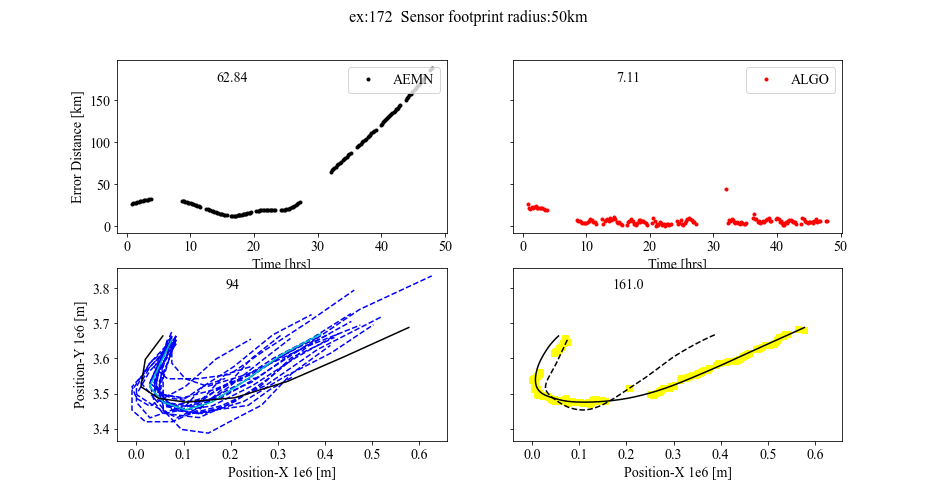 ex:172  Sensor footprint radius:50km
62.84
AEMN
7.11
ALGO
Error Distance [km]
150
100
50
0
0 10 20 30 40 50
0 10 20 30 40 50
Time [hrs]
Time [hrs]
94
161.0
Position-Y 1e6 [m]
3.8
3.7
3.6
3.5
3.4
0.0 0.1 0.2 0.3 0.4 0.5 0.6
0.0 0.1 0.2 0.3 0.4 0.5 0.6
Position-X 1e6 [m]
Position-X 1e6 [m]